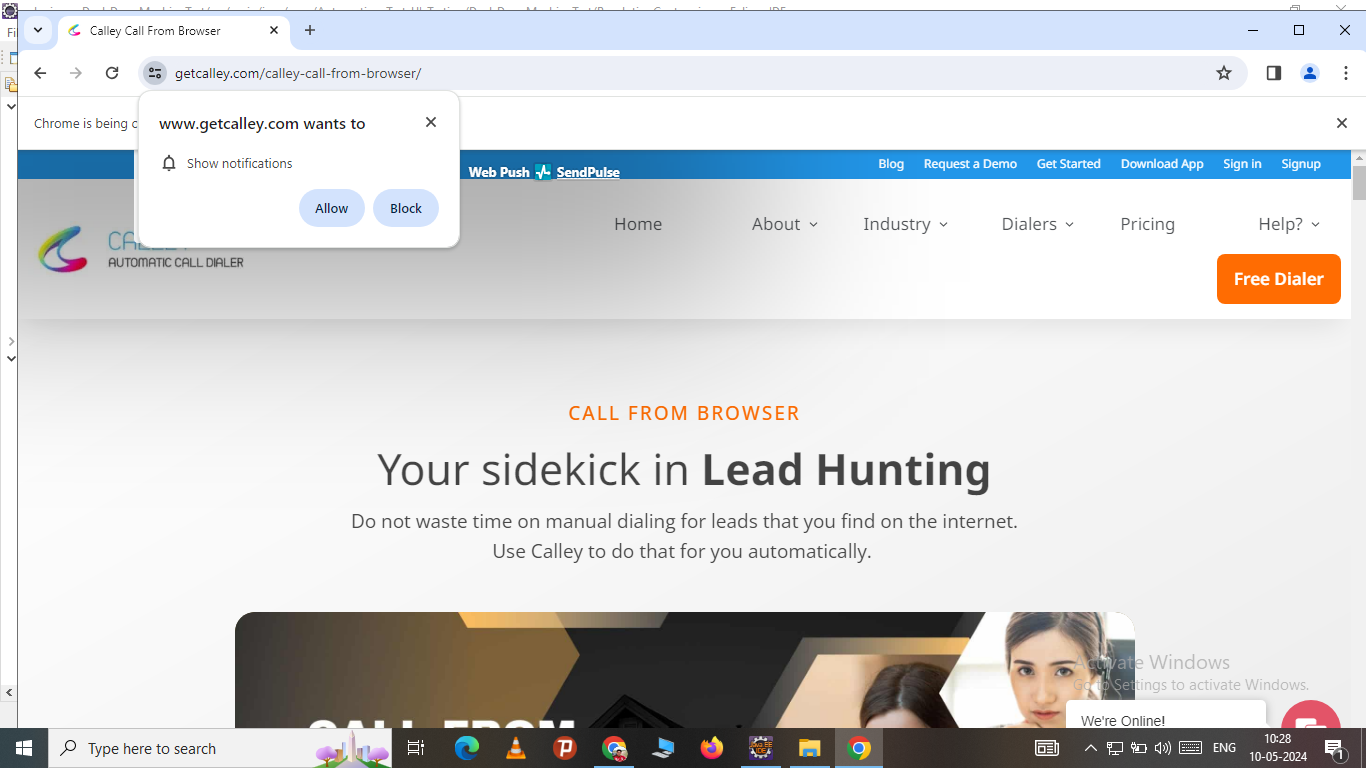 Calley Call From Browser
getcalley.com/calley-call-from-browser/
Chrome is being
www.getcalley.com wants to
Show notifications
Allow
Block
Web Push SendPulse
Blog
Request a Demo
Get Started
Download App
Sign in
Signup
AUTOMATIC CALL DIALER
Home
About
Industry
Dialers
Pricing
Help?
Free Dialer
CALL FROM BROWSER
Your sidekick in Lead Hunting
Do not waste time on manual dialing for leads that you find on the internet.
Use Calley to do that for you automatically.
CALL FROM
Activate Windows
Go to Settings to activate Windows.
We're Online!
Type here to search
ENG
10:28
10-05-2024
1